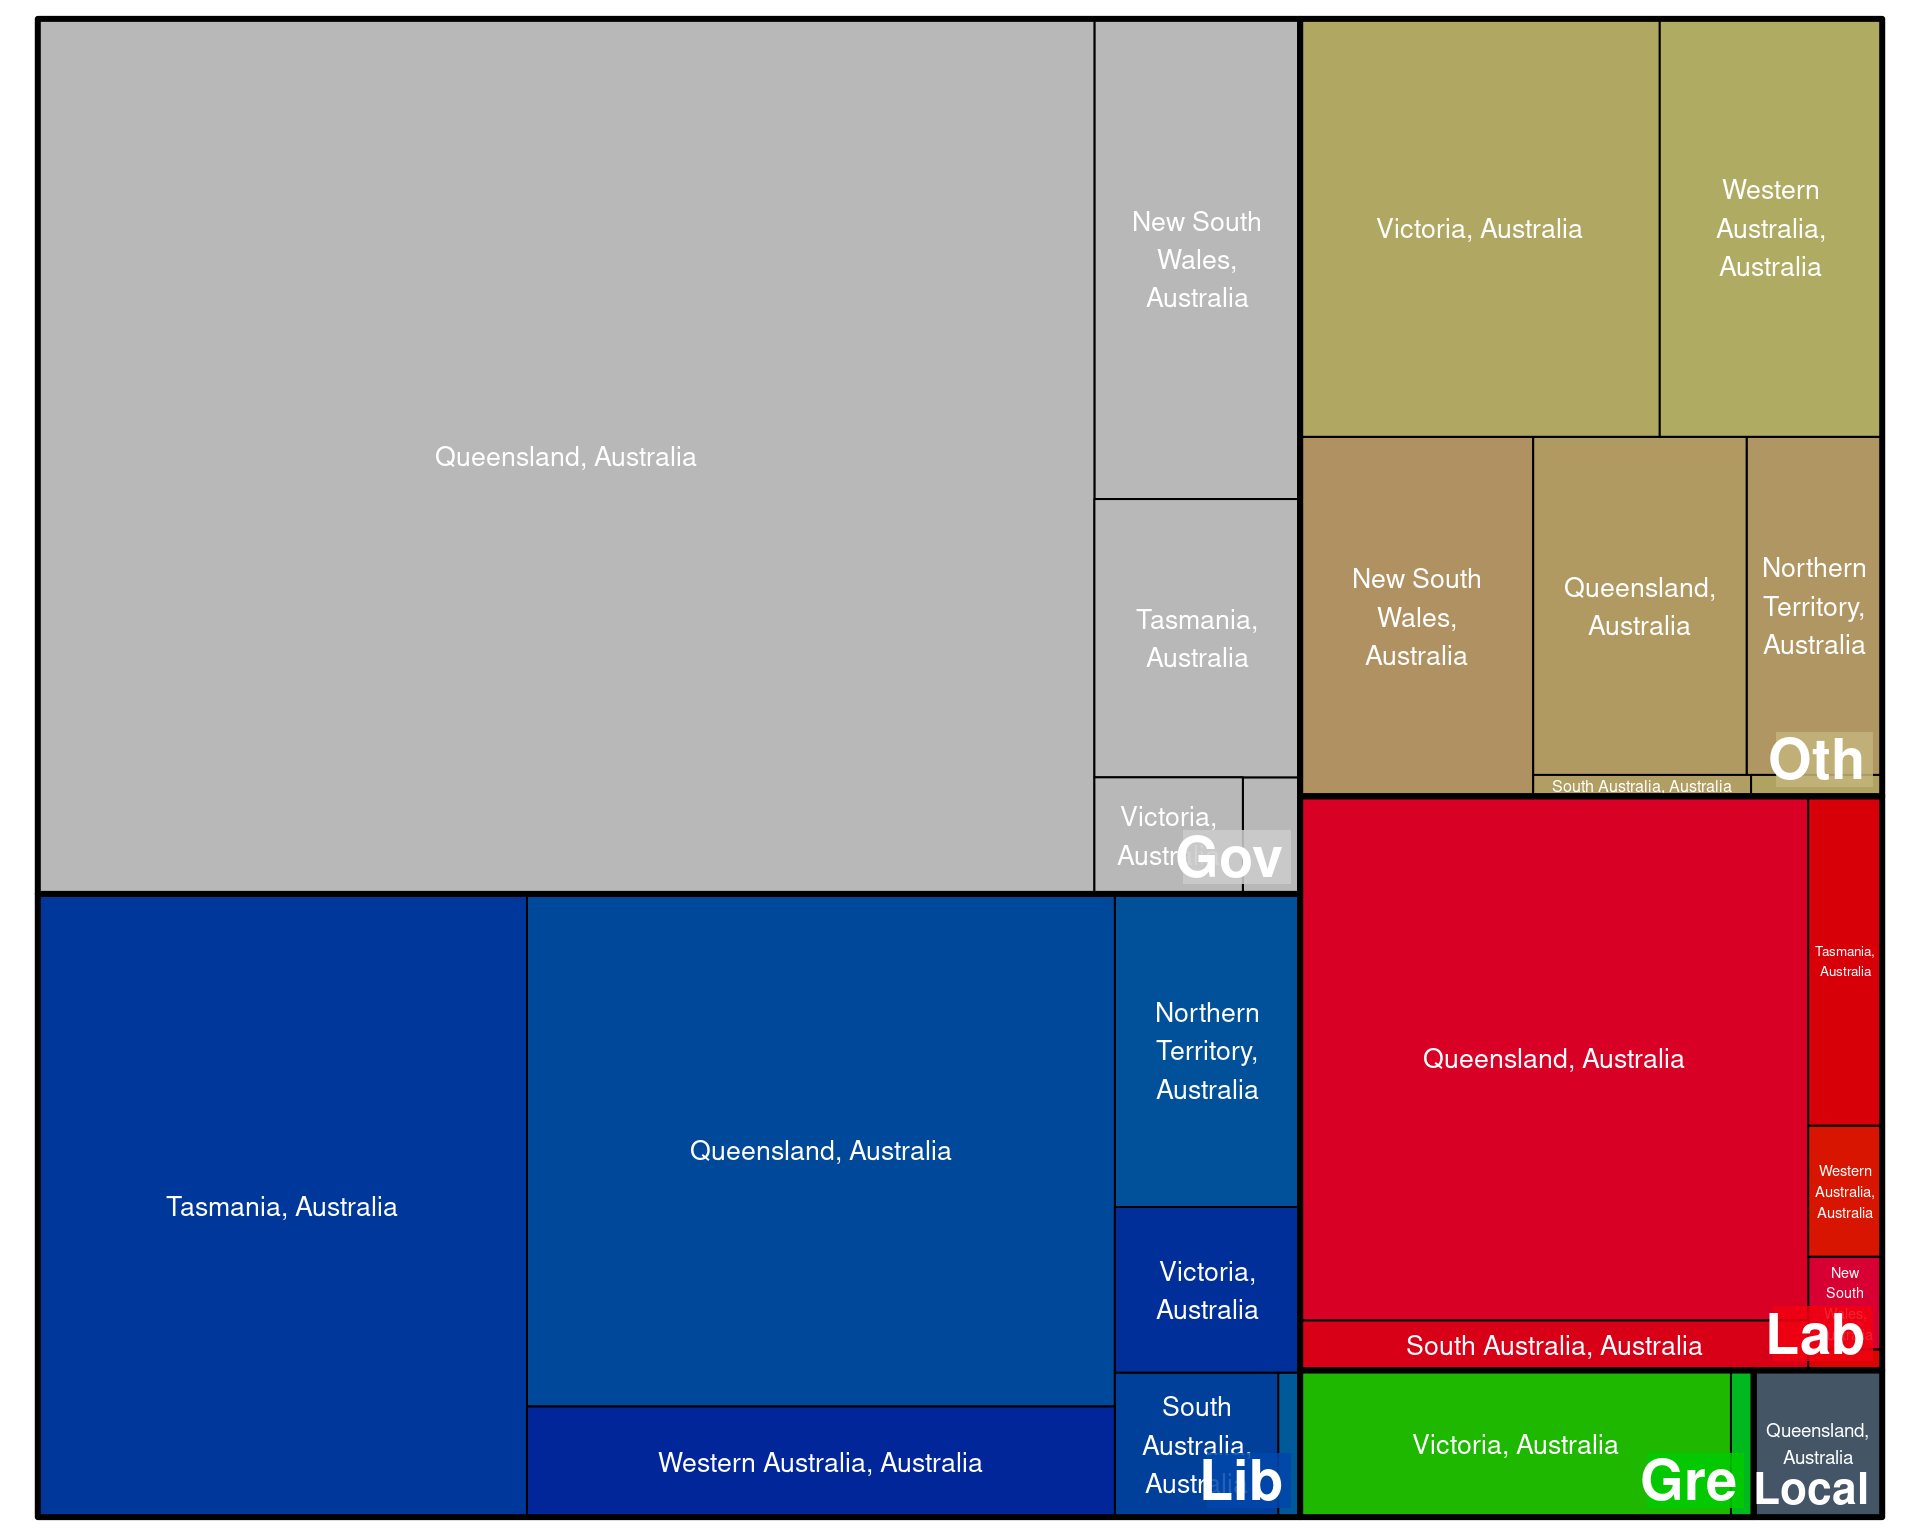 Queensland, Australia
New South
Wales,
Australia
Tasmania,
Australia
Victoria,
Gov
Victoria, Australia
Western
Australia,
Australia
New South
Wales,
Australia
Queensland,
Australia
Northern
Territory,
Australia
South Australia, Australia
Oth
Tasmania, Australia
Queensland, Australia
Western Australia, Australia
Northern
Territory,
Australia
Victoria,
Australia
South
Australia,
Lib
Queensland, Australia
Tasmania,
Australia
Western
Australia,
Australia
New
South
Wales,
South Australia, Australia
Lab
Victoria, Australia
Gre
Queensland,
Australia
Local